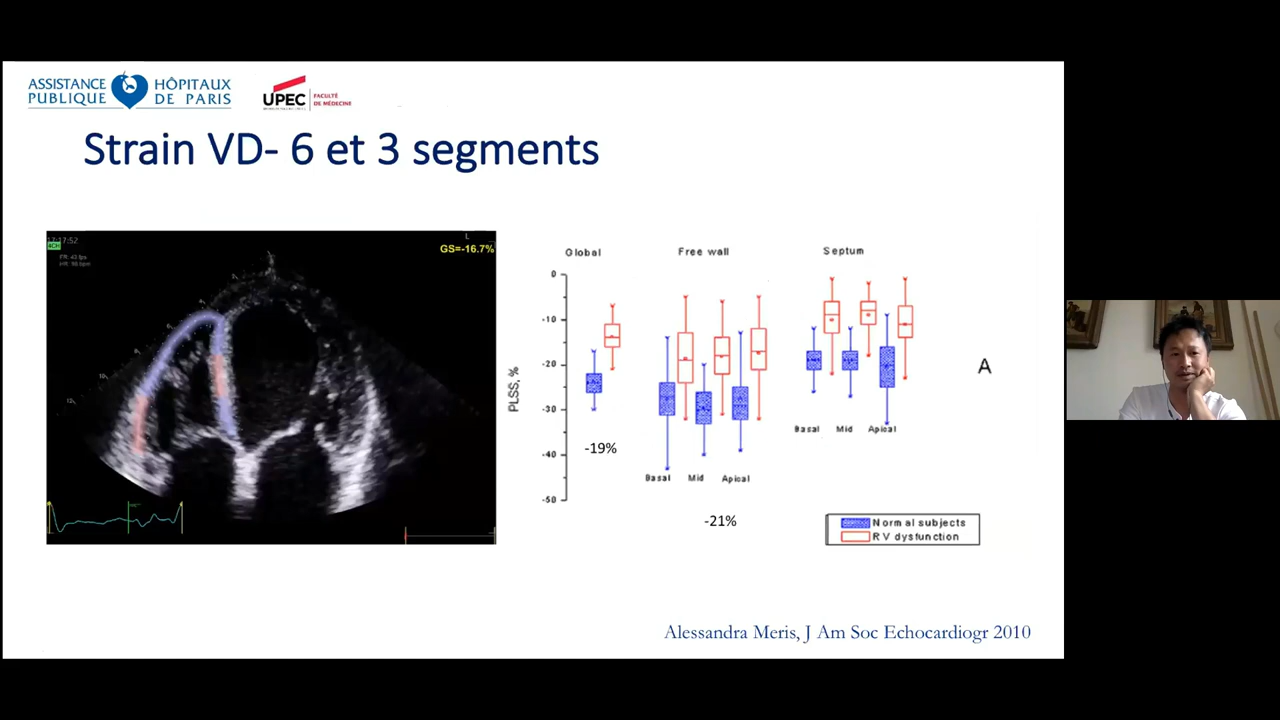 ASSISTANCE HÔPITAUX
PUBLIQUE DE PARIS
UPEC FACULTÉ
DE MÉDECINE
Strain VD- 6 et 3 segments
4CH
L
GS=-16.7%
PLSS, %
0
-10
-20
-30
-40
-50
Global
Free wall
Septum
-19%
Basal Mid Apical
-21%
Basal Mid Apical
A
Normal subjects
RV dysfunction
Alessandra Meris, J Am Soc Echocardiogr 2010